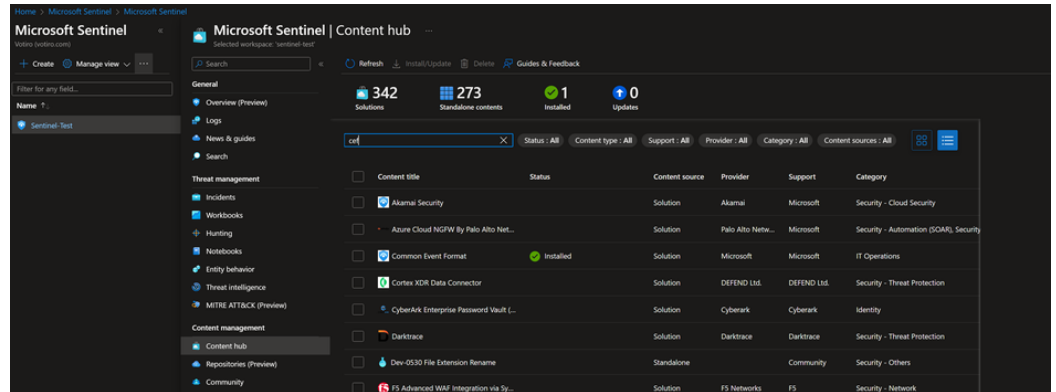 Home > Microsoft Sentinel > Microsoft Sentinel
Microsoft Sentinel
Votiro (votiro.com)
+ Create
Manage view
Filter for any field...
Name ↑
Sentinel-Test
Microsoft Sentinel | Content hub
Selected workspace: 'sentinel-test'
Search
General
Overview (Preview)
Logs
News & guides
Search
Threat management
Incidents
Workbooks
Hunting
Notebooks
Entity behavior
Threat intelligence
MITRE ATT&CK (Preview)
Content management
Content hub
Repositories (Preview)
Community
Refresh Install/Update Delete Guides & Feedback
342 Solutions
273 Standalone contents
1 Installed
0 Updates
cef
Status : All Content type : All Support : All Provider : All Category : All Content sources : All
Content title Status Content source Provider Support Category
Akamai Security Solution Akamai Microsoft Security - Cloud Security
Azure Cloud NGFW By Palo Alto Net... Solution Palo Alto Netw... Microsoft Security - Automation (SOAR), Security
Common Event Format Installed Solution Microsoft Microsoft IT Operations
Cortex XDR Data Connector Solution DEFEND Ltd. DEFEND Ltd. Security - Threat Protection
CyberArk Enterprise Password Vault (... Solution Cyberark Cyberark Identity
Darktrace Solution Darktrace Darktrace Security - Threat Protection
Dev-0530 File Extension Rename Standalone Community Security - Others
F5 Advanced WAF Integration via Sy... Solution F5 Networks F5 Security - Network